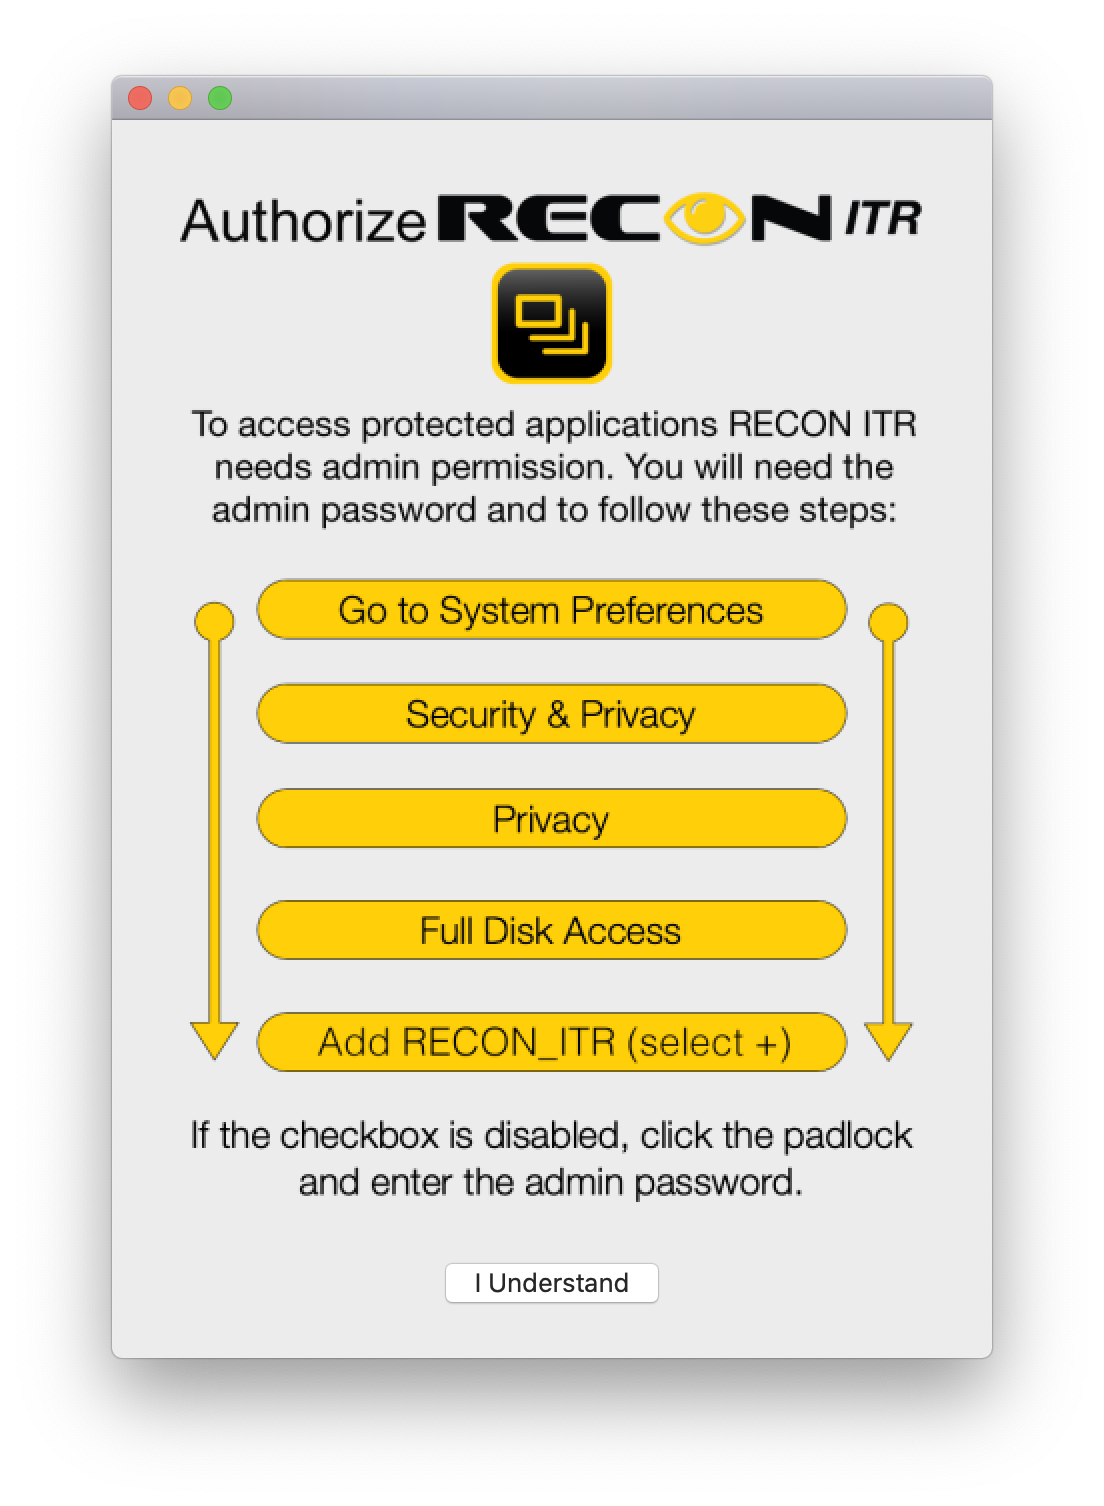 Authorize RECON ITR
To access protected applications RECON ITR
needs admin permission. You will need the
admin password and to follow these steps:
Go to System Preferences
Security & Privacy
Privacy
Full Disk Access
Add RECON_ITR (select +)
If the checkbox is disabled, click the padlock
and enter the admin password.
I Understand